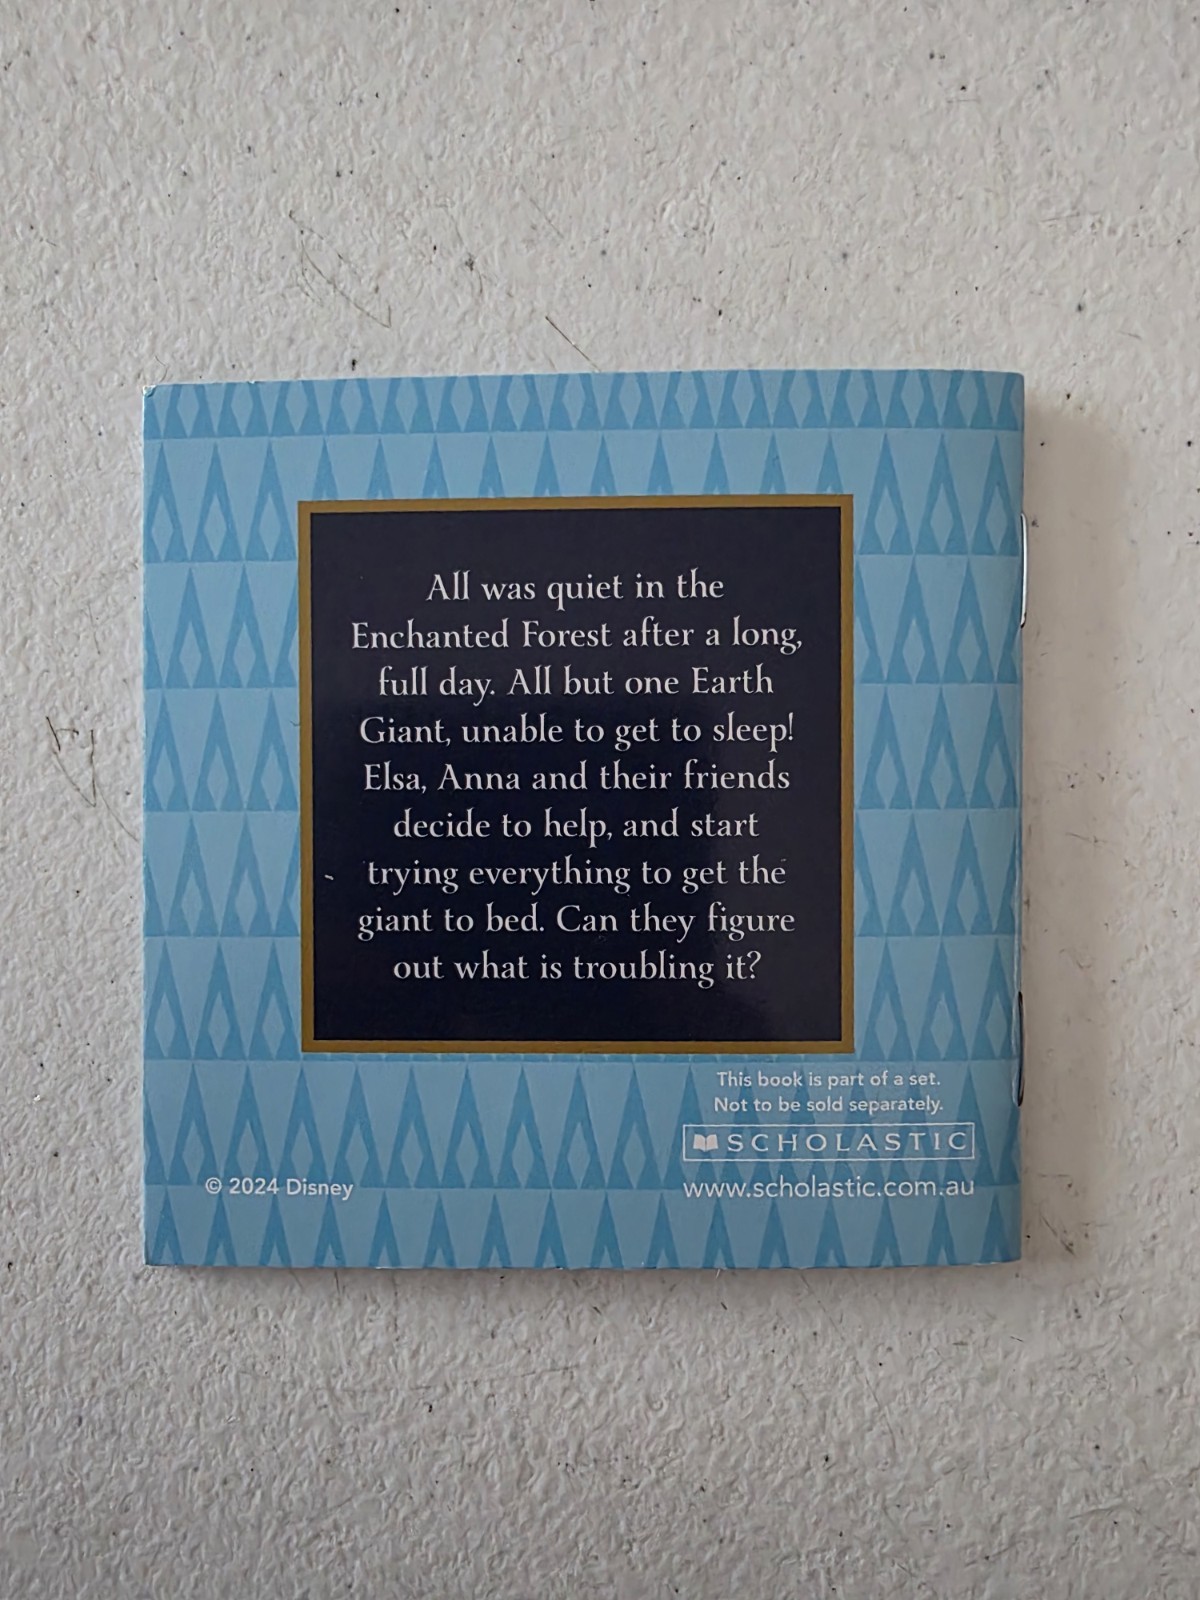 All was quiet in the
Enchanted Forest after a long,
full day. All but one Earth
Giant, unable to get to sleep!
Elsa, Anna and their friends
decide to help, and start
trying everything to get the
giant to bed. Can they figure
out what is troubling it?
This book is part of a set.
Not to be sold separately.
SCHOLASTIC
© 2024 Disney
www.scholastic.com.au